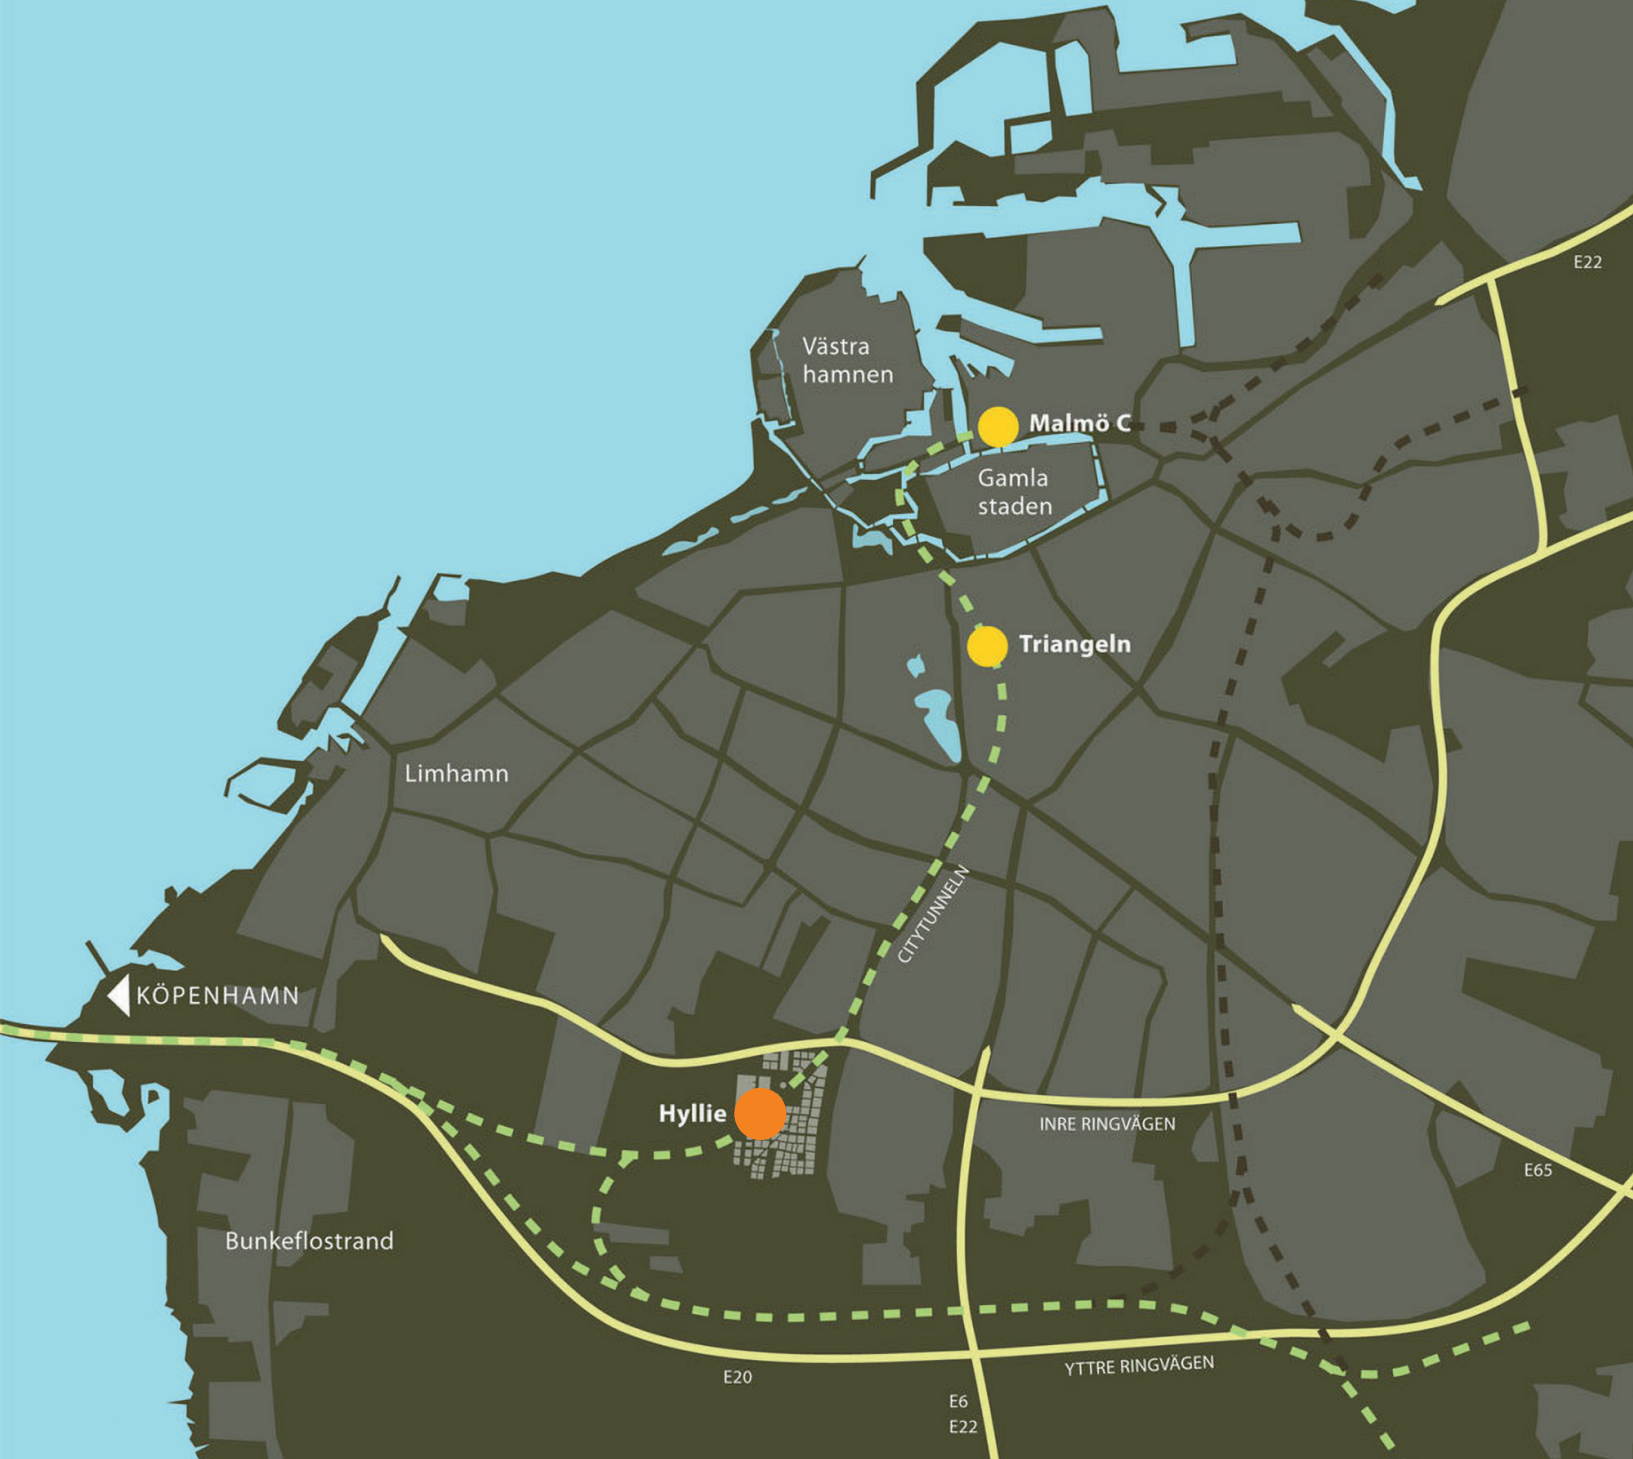 E22
Västra
hamnen
Malmö C
Gamla
staden
Triangeln
Limhamn
CITYTUNNELN
KÖPENHAMN
Hyllie
INRE RINGVÄGEN
E65
Bunkeflostrand
YTTRE RINGVÄGEN
E20
E6
E22